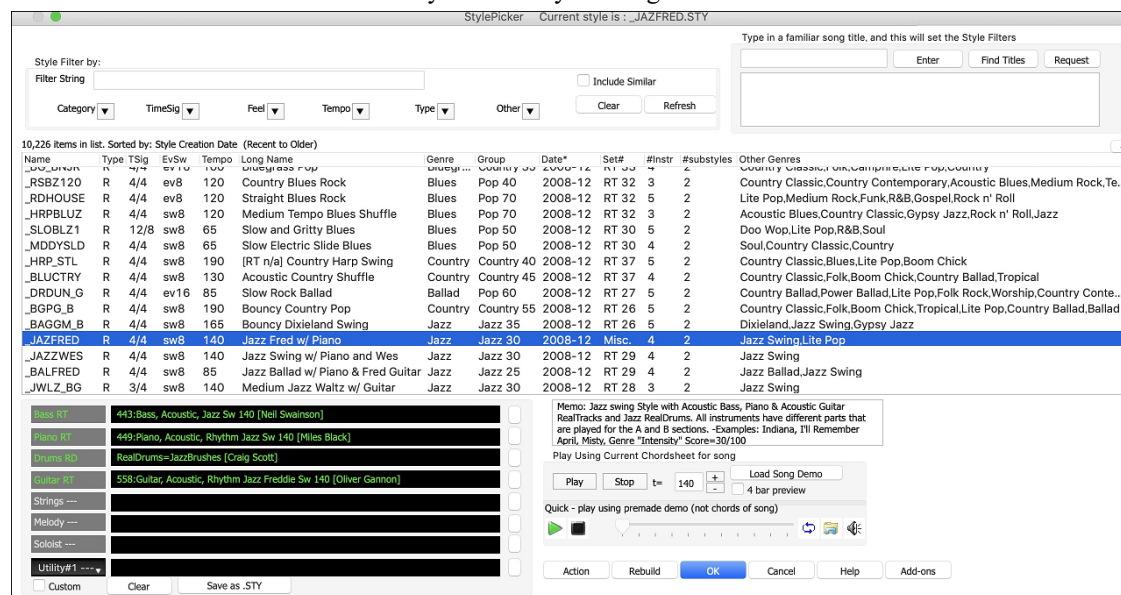 StylePicker Current style is : _JAZFRED.STY
Type in a familiar song title, and this will set the Style Filters
Enter Find Titles Request
Style Filter by:
Filter String
Include Similar
Category TimeSig Feel Tempo Type Other Clear Refresh
10,226 items in list. Sorted by: Style Creation Date (Recent to Older)
Name Type TSig EvSw Tempo Long Name Genre Group Date* Set# #Instr #substyles Other Genres
_RSBZ120 R 4/4 ev8 120 Country Blues Rock Blues Pop 40 2008-12 RT 32 3 2 Country Classic,Country Contemporary,Acoustic Blues,Medium Rock,Te..
_RDHOUSE R 4/4 ev8 120 Straight Blues Rock Blues Pop 70 2008-12 RT 32 5 2 Lite Pop,Medium Rock,Funk,R&B,Gospel,Rock n' Roll
_HRPBLUZ R 4/4 sw8 120 Medium Tempo Blues Shuffle Blues Pop 70 2008-12 RT 32 3 2 Acoustic Blues,Country Classic,Gypsy Jazz,Rock n' Roll,Jazz
_SLOBLZ1 R 12/8 sw8 65 Slow and Gritty Blues Blues Pop 50 2008-12 RT 30 5 2 Doo Wop,Lite Pop,R&B,Soul
_MDDYSLD R 4/4 sw8 65 Slow Electric Slide Blues Blues Pop 50 2008-12 RT 30 4 2 Soul,Country Classic,Country
_HRP_STL R 4/4 sw8 190 [RT n/a] Country Harp Swing Country Country 40 2008-12 RT 37 5 2 Country Classic,Blues,Lite Pop,Boom Chick
_BLUCTRY R 4/4 sw8 130 Acoustic Country Shuffle Country Country 45 2008-12 RT 37 4 2 Country Classic,Folk,Boom Chick,Country Ballad,Tropical
_DRDUN_G R 4/4 ev16 85 Slow Rock Ballad Ballad Pop 60 2008-12 RT 27 5 2 Country Ballad,Power Ballad,Lite Pop,Folk Rock,Worship,Country Conte...
_BGPG_B R 4/4 sw8 190 Bouncy Country Pop Country Country 55 2008-12 RT 26 5 2 Country Classic,Folk,Boom Chick,Tropical,Lite Pop,Country Ballad,Ballad
_BAGGM_B R 4/4 sw8 165 Bouncy Dixieland Swing Jazz Jazz 35 2008-12 RT 26 5 2 Dixieland,Jazz Swing,Gypsy Jazz
_JAZFRED R 4/4 sw8 140 Jazz Fred w/ Piano Jazz Jazz 30 2008-12 Misc. 4 2 Jazz Swing,Lite Pop
_JAZZWES R 4/4 sw8 140 Jazz Swing w/ Piano and Wes Jazz Jazz 30 2008-12 RT 29 4 2 Jazz Swing
_BALFRED R 4/4 sw8 85 Jazz Ballad w/ Piano & Fred Guitar Jazz Jazz 25 2008-12 RT 29 4 2 Jazz Ballad,Jazz Swing
_JWLZ_BG R 3/4 sw8 140 Medium Jazz Waltz w/ Guitar Jazz Jazz 30 2008-12 RT 28 3 2 Jazz Swing
Bass RT 443:Bass, Acoustic, Jazz Sw 140 [Neil Swainson]
Piano RT 449:Piano, Acoustic, Rhythm Jazz Sw 140 [Miles Black]
Drums RD RealDrums=JazzBrushes [Craig Scott]
Guitar RT 558:Guitar, Acoustic, Rhythm Jazz Freddie Sw 140 [Oliver Gannon]
Strings ---
Melody ---
Soloist ---
Utility#1 ---
Custom Clear Save as .STY
Memo: Jazz swing Style with Acoustic Bass, Piano & Acoustic Guitar
RealTracks and Jazz RealDrums. All instruments have different parts that
are played for the A and B sections. -Examples: Indiana, I'll Remember
April, Misty, Genre "Intensity" Score=30/100
Play Using Current Chordsheet for song
Play Stop t= 140 + - Load Song Demo
4 bar preview
Quick - play using premade demo (not chords of song)
Action Rebuild OK Cancel Help Add-ons